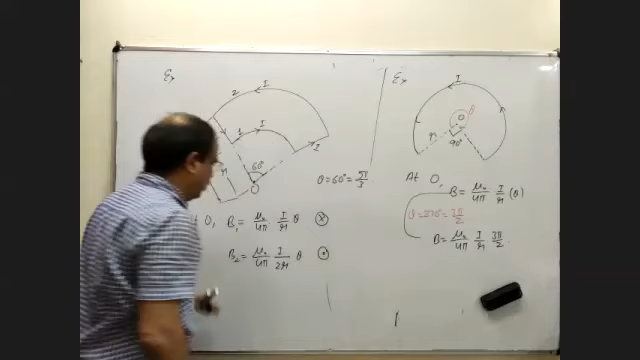 Ex
2 I
1 I
I
r
60°
O
θ = 60° = π/3
At O, B₁ = μ₀/4π I/r θ ⊗
B₂ = μ₀/4π I/2r θ ⊙
Ex
I
O θ
r
90°
At O,
B = μ₀/4π I/r (θ)
θ = 270° = 3π/2
B = μ₀/4π I/r 3π/2